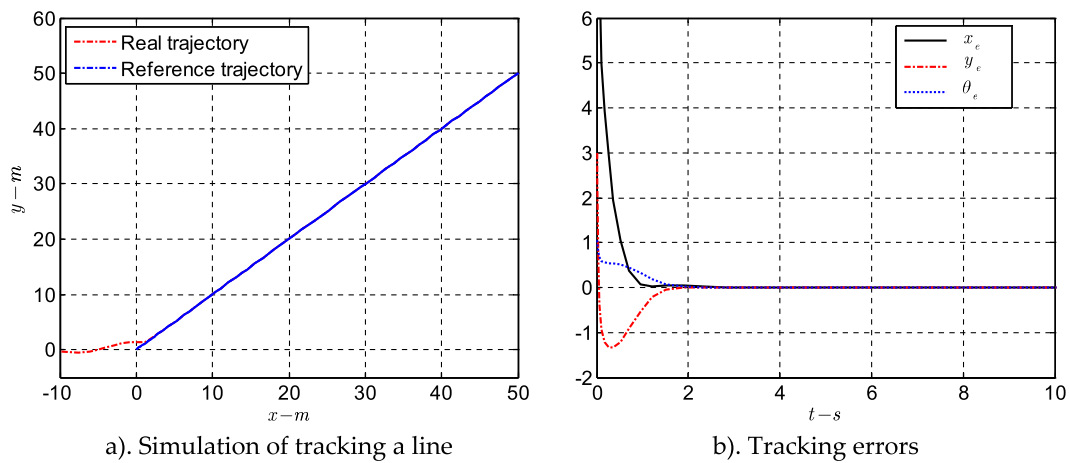 60
50
40
30
20
10
0
-10 0 10 20 30 40 50
y−m
x−m
Real trajectory
Reference trajectory
a). Simulation of tracking a line
6
5
4
3
2
1
0
-1
-2
0 2 4 6 8 10
t−s
x_e
y_e
θ_e
b). Tracking errors